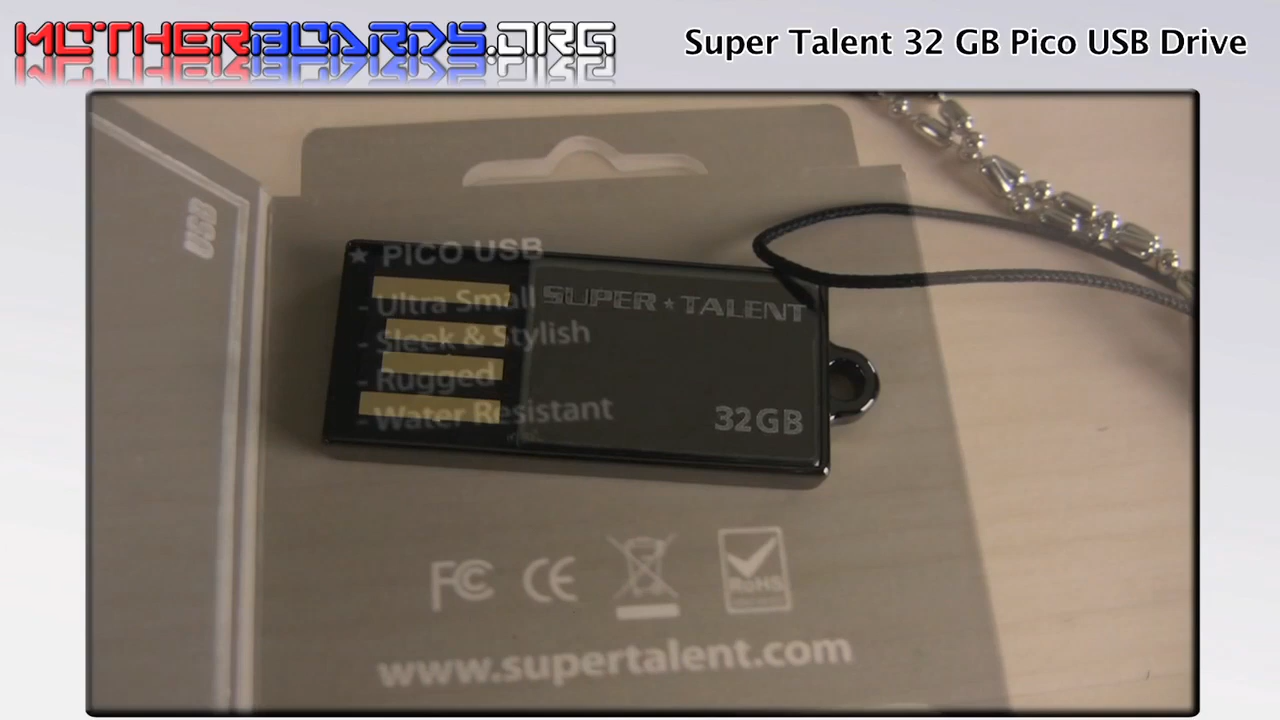 MOTHERBOARDS.ORG
Super Talent 32 GB Pico USB Drive
USB
★ PICO USB
- Ultra Small
- Sleek & Stylish
- Rugged
- Water Resistant
SUPER★TALENT
32GB
FC CE RoHS
www.supertalent.com